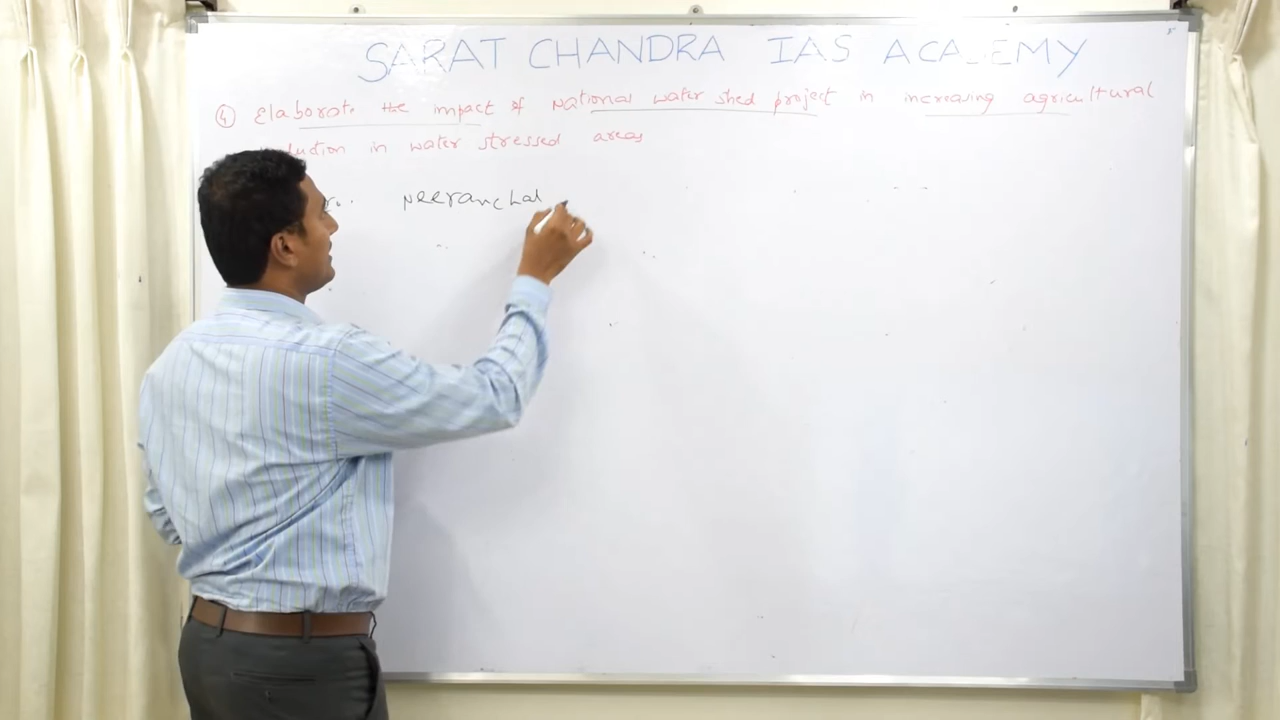 SARAT CHANDRA IAS ACADEMY
④ Elaborate the impact of National water shed project in increasing agricultural
in water stressed areas
Neeranchal